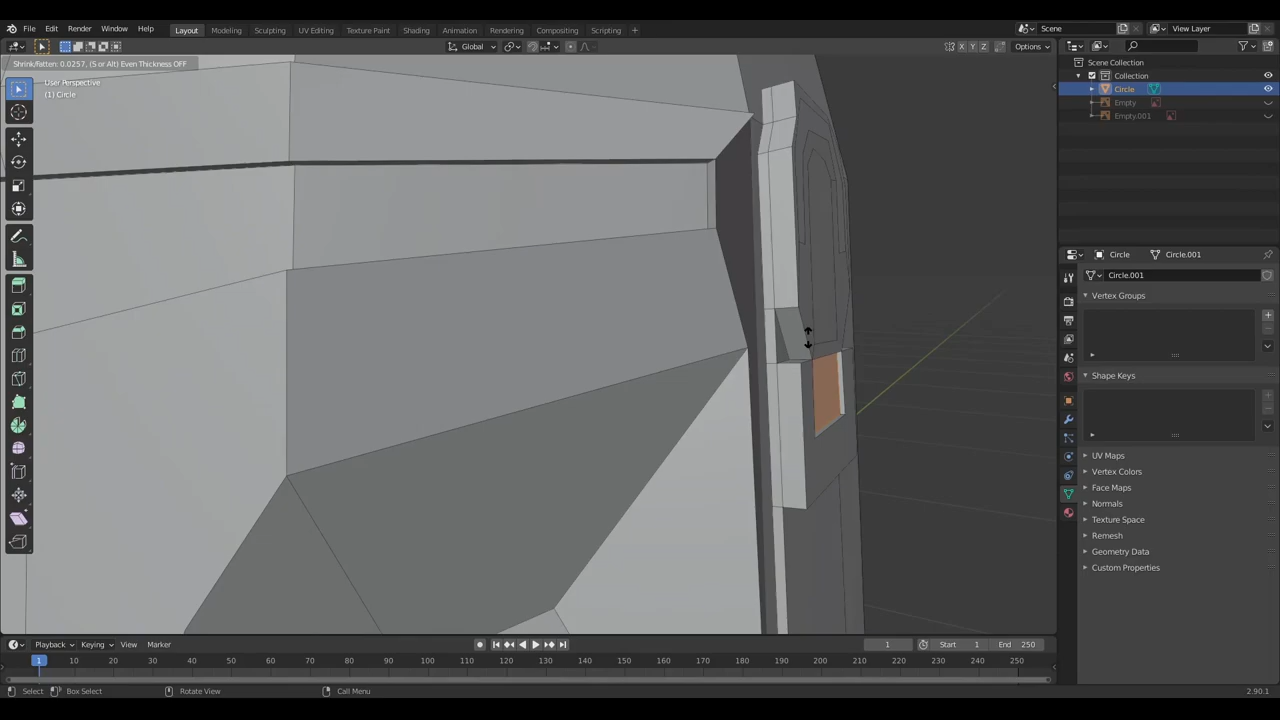 File Edit Render Window Help
Layout Modeling Sculpting UV Editing Texture Paint Shading Animation Rendering Compositing Scripting +
Scene View Layer
Global X Y Z Options
Shrink/Fatten: 0.0257, (S or Alt) Even Thickness OFF
User Perspective
(1) Circle
Scene Collection
Collection
Circle
Empty
Empty.001
Circle Circle.001
Circle.001
Vertex Groups
Shape Keys
UV Maps
Vertex Colors
Face Maps
Normals
Texture Space
Remesh
Geometry Data
Custom Properties
Playback Keying View Marker 1 Start 1 End 250
1 10 20 30 40 50 60 70 80 90 100 110 120 130 140 150 160 170 180 190 200 210 220 230 240 250
Select Box Select Rotate View Call Menu 2.90.1